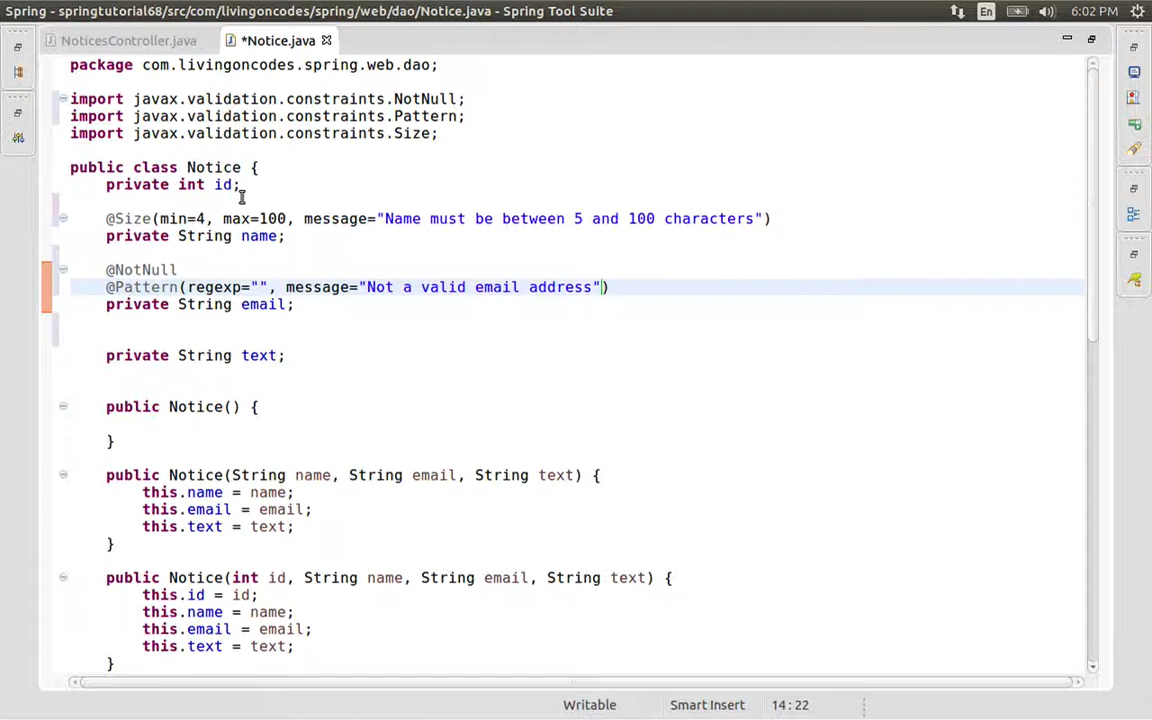 Spring - springtutorial68/src/com/livingoncodes/spring/web/dao/Notice.java - Spring Tool Suite
En
6:02 PM
NoticesController.java
*Notice.java
package com.livingoncodes.spring.web.dao;
import javax.validation.constraints.NotNull;
import javax.validation.constraints.Pattern;
import javax.validation.constraints.Size;
public class Notice {
private int id;
@Size(min=4, max=100, message="Name must be between 5 and 100 characters")
private String name;
@NotNull
@Pattern(regexp="", message="Not a valid email address")
private String email;
private String text;
public Notice() {
}
public Notice(String name, String email, String text) {
this.name = name;
this.email = email;
this.text = text;
}
public Notice(int id, String name, String email, String text) {
this.id = id;
this.name = name;
this.email = email;
this.text = text;
}
Writable
Smart Insert
14 : 22